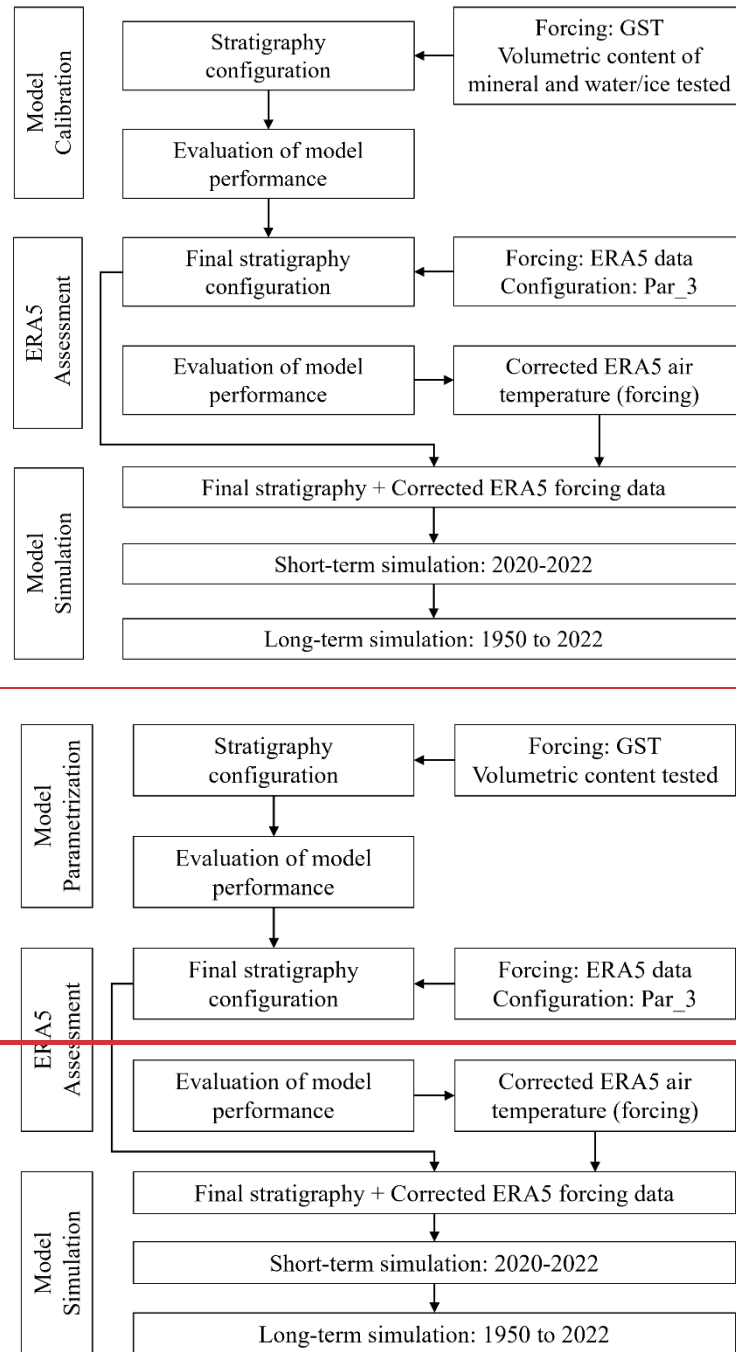 Model
Calibration
Stratigraphy
configuration
Forcing: GST
Volumetric content of
mineral and water/ice tested
Evaluation of model
performance
ERA5
Assessment
Final stratigraphy
configuration
Forcing: ERA5 data
Configuration: Par_3
Evaluation of model
performance
Corrected ERA5 air
temperature (forcing)
Model
Simulation
Final stratigraphy + Corrected ERA5 forcing data
Short-term simulation: 2020-2022
Long-term simulation: 1950 to 2022
Model
Parametrization
Stratigraphy
configuration
Forcing: GST
Volumetric content tested
Evaluation of model
performance
ERA5
Assessment
Final stratigraphy
configuration
Forcing: ERA5 data
Configuration: Par_3
Evaluation of model
performance
Corrected ERA5 air
temperature (forcing)
Model
Simulation
Final stratigraphy + Corrected ERA5 forcing data
Short-term simulation: 2020-2022
Long-term simulation: 1950 to 2022